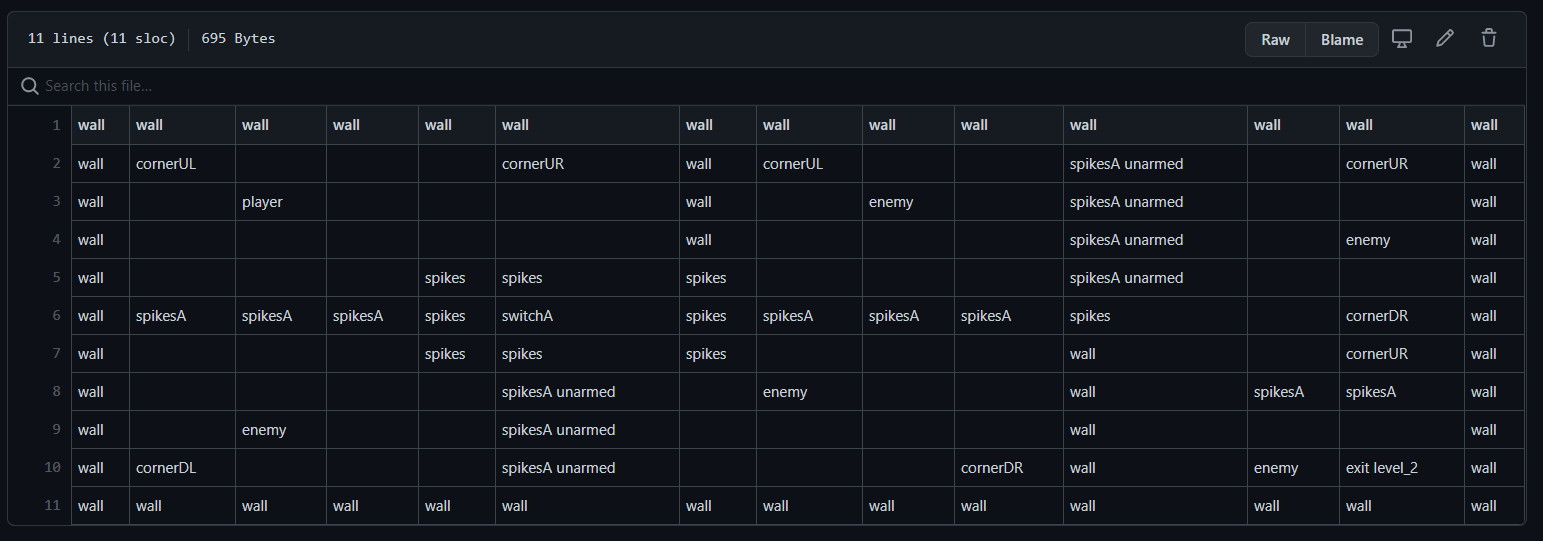 11 lines (11 sloc) 695 Bytes Raw Blame
Search this file...
1 wall wall wall wall wall wall wall wall wall wall wall wall wall wall
2 wall cornerUL cornerUR wall cornerUL spikesA unarmed cornerUR wall
3 wall player wall enemy spikesA unarmed wall
4 wall wall spikesA unarmed enemy wall
5 wall spikes spikes spikes spikesA unarmed wall
6 wall spikesA spikesA spikesA spikes switchA spikes spikesA spikesA spikesA spikes cornerDR wall
7 wall spikes spikes spikes wall cornerUR wall
8 wall spikesA unarmed enemy wall spikesA spikesA wall
9 wall enemy spikesA unarmed wall wall
10 wall cornerDL spikesA unarmed cornerDR wall enemy exit level_2 wall
11 wall wall wall wall wall wall wall wall wall wall wall wall wall wall